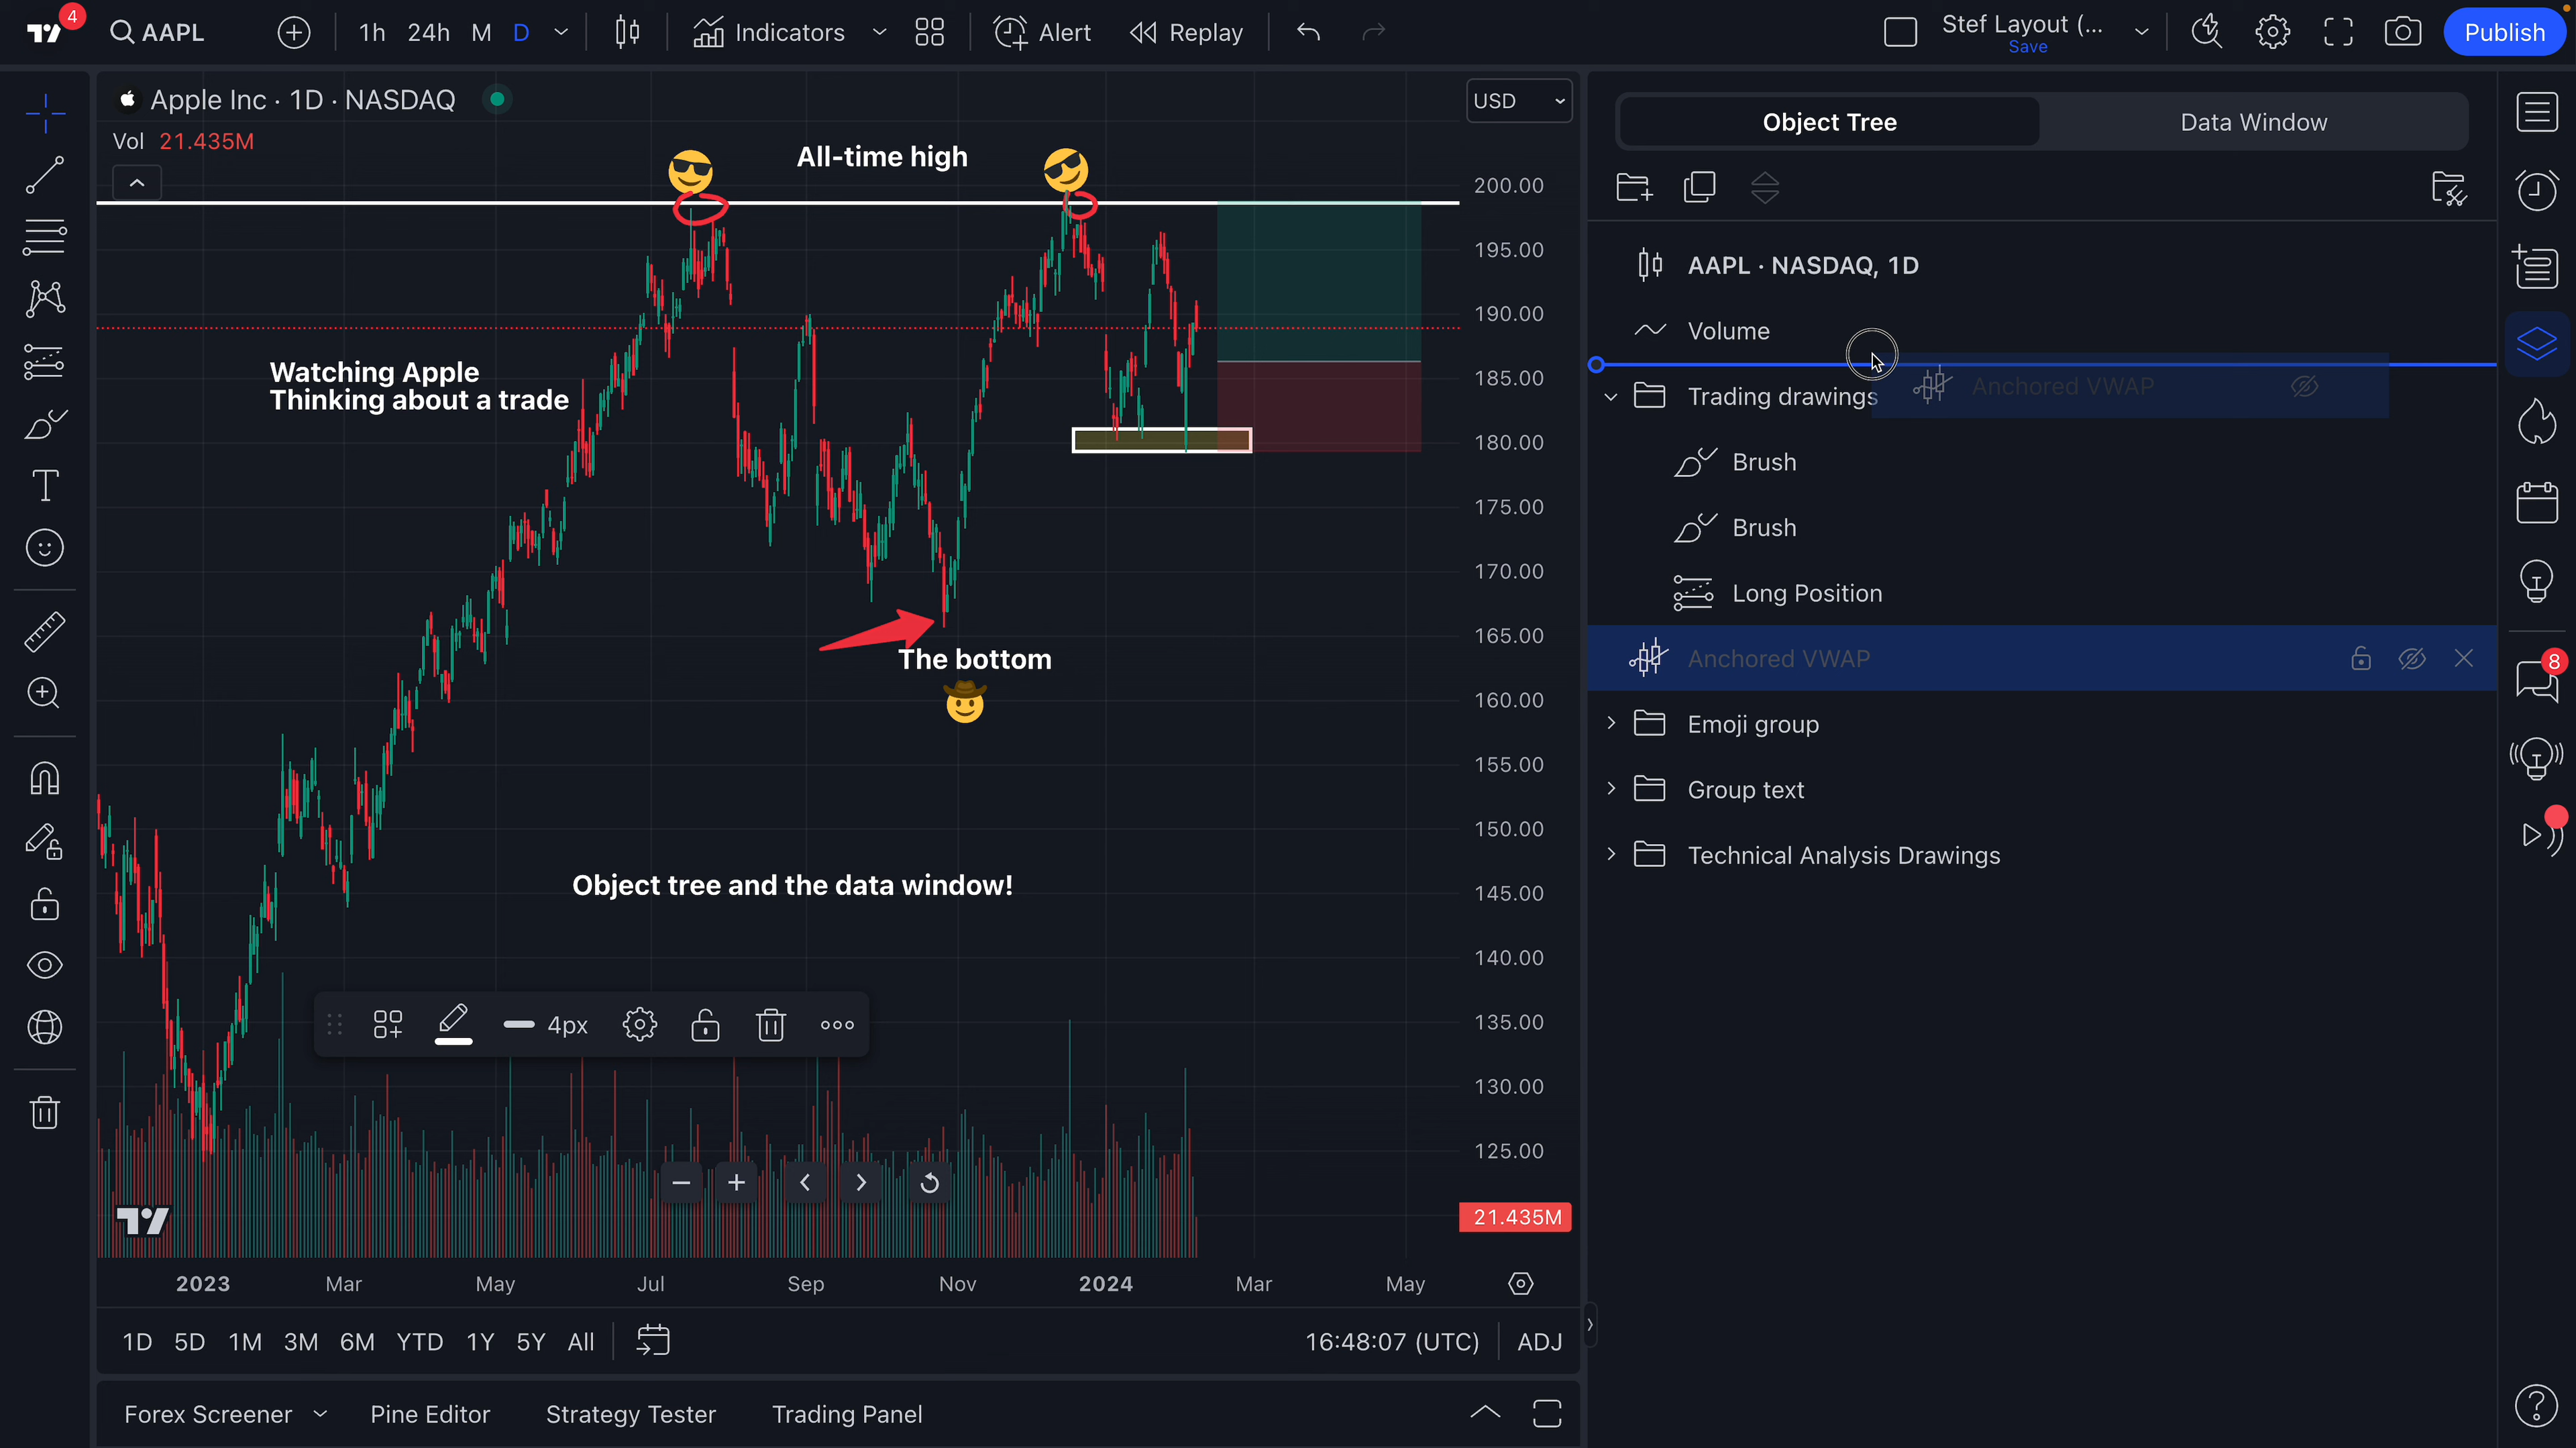 4
AAPL
1h 24h M D
Indicators
Alert
Replay
Stef Layout (...
Save
Publish
Apple Inc · 1D · NASDAQ
USD
Vol 21.435M
All-time high
Watching Apple
Thinking about a trade
The bottom
Object tree and the data window!
200.00
195.00
190.00
185.00
180.00
175.00
170.00
165.00
160.00
155.00
150.00
145.00
140.00
135.00
130.00
125.00
21.435M
4px
2023 Mar May Jul Sep Nov 2024 Mar May
1D 5D 1M 3M 6M YTD 1Y 5Y All
16:48:07 (UTC)
ADJ
Forex Screener
Pine Editor
Strategy Tester
Trading Panel
Object Tree
Data Window
AAPL · NASDAQ, 1D
Volume
Anchored VWAP
Trading drawings
Brush
Brush
Long Position
Anchored VWAP
Emoji group
Group text
Technical Analysis Drawings
8